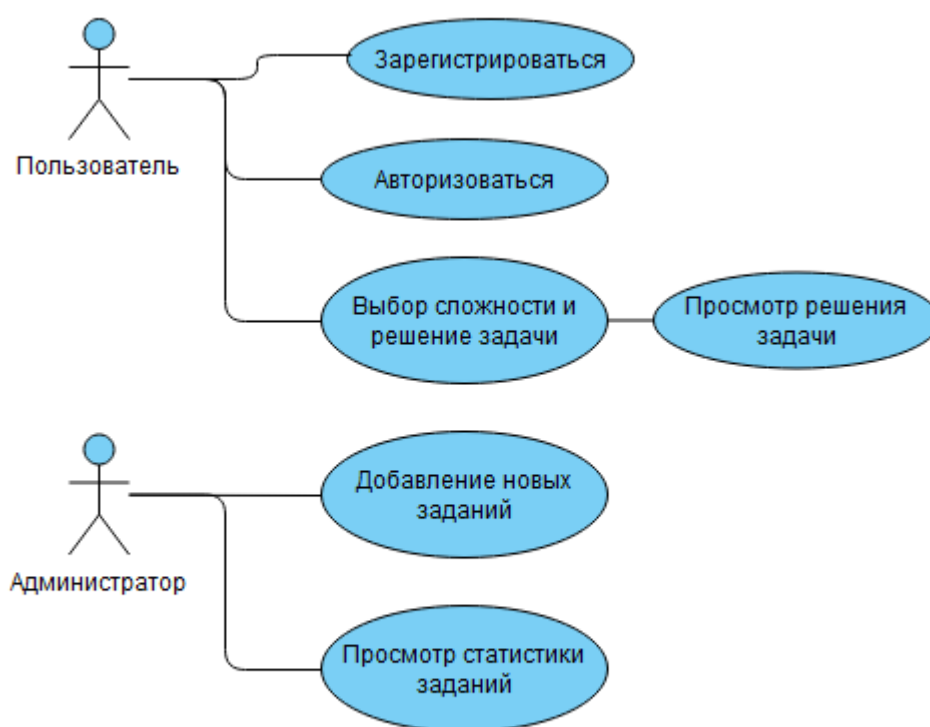 Зарегистрироваться
Пользователь
Авторизоваться
Выбор сложности и
решение задачи
Просмотр решения
задачи
Добавление новых
заданий
Администратор
Просмотр статистики
заданий